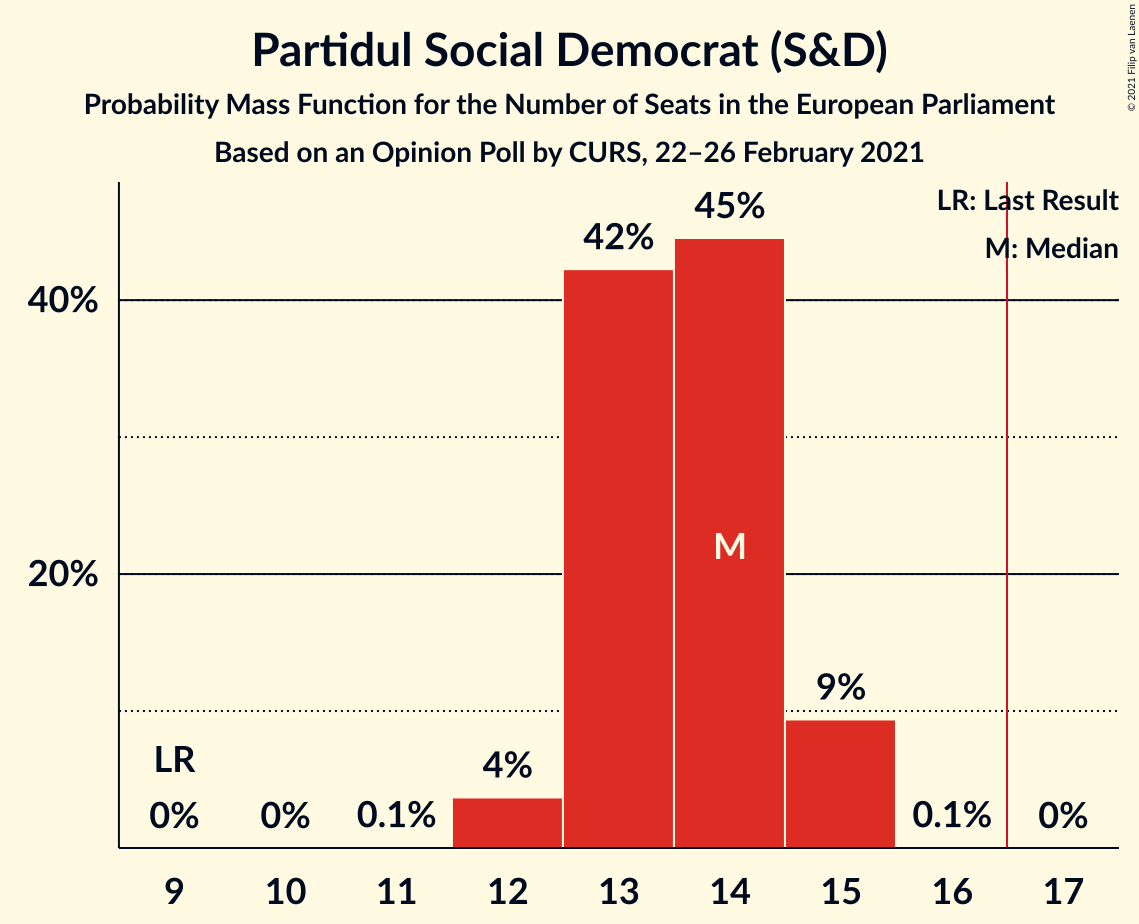 Partidul Social Democrat (S&D)
Probability Mass Function for the Number of Seats in the European Parliament
Based on an Opinion Poll by CURS, 22–26 February 2021
© 2021 Filip van Laenen
LR: Last Result
M: Median
45%
42%
40%
M
20%
9%
LR
4%
0% 0% 0.1% 0.1% 0%
9 10 11 12 13 14 15 16 17